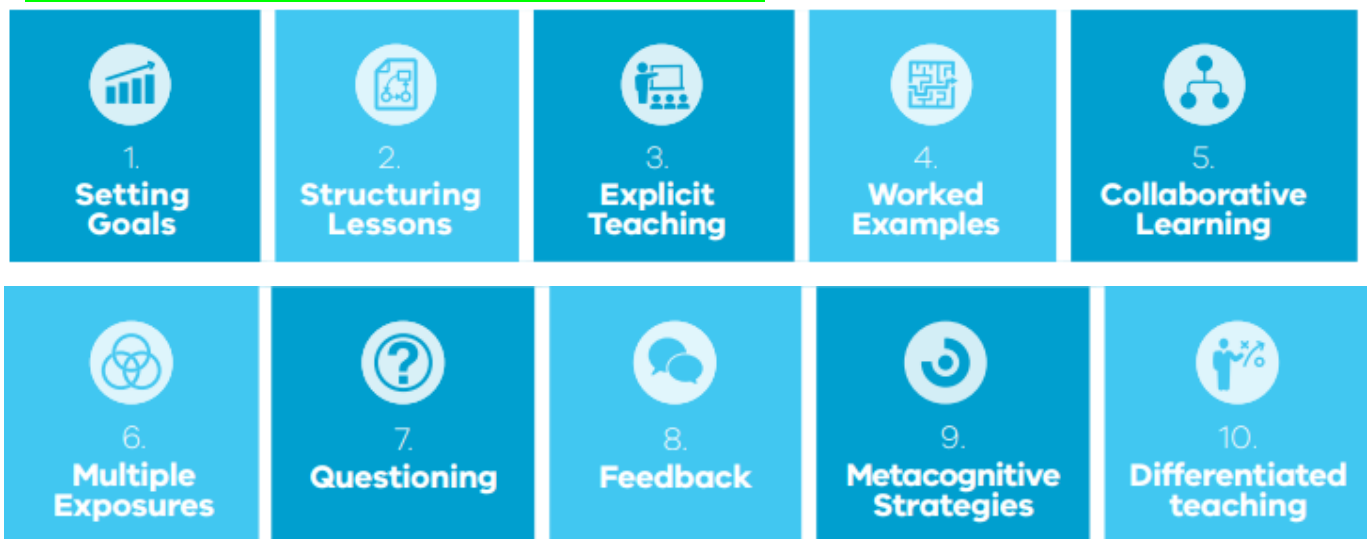 1.
Setting
Goals
2.
Structuring
Lessons
3.
Explicit
Teaching
4.
Worked
Examples
5.
Collaborative
Learning
6.
Multiple
Exposures
7.
Questioning
8.
Feedback
9.
Metacognitive
Strategies
10.
Differentiated
teaching